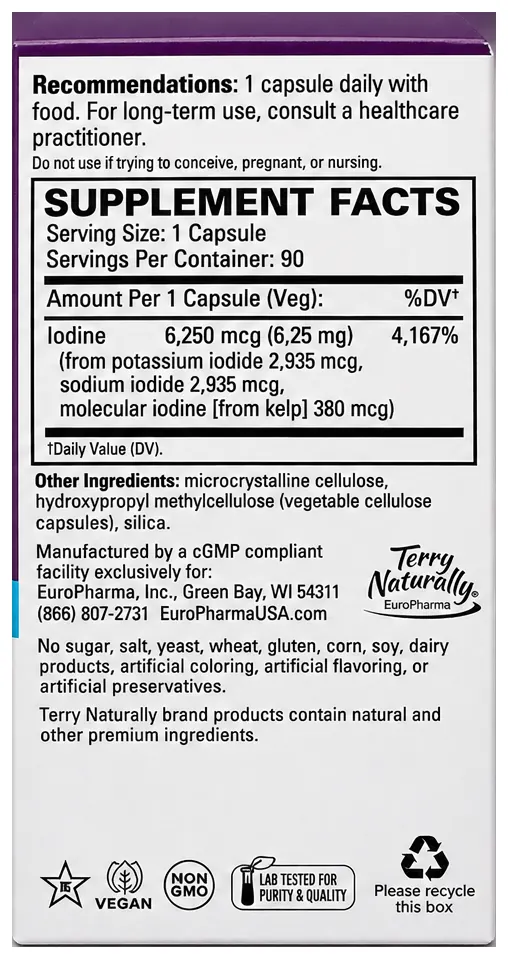 Recommendations: 1 capsule daily with
food. For long-term use, consult a healthcare
practitioner.
Do not use if trying to conceive, pregnant, or nursing.
SUPPLEMENT FACTS
Serving Size: 1 Capsule
Servings Per Container: 90
Amount Per 1 Capsule (Veg): %DV†
Iodine 6,250 mcg (6,25 mg) 4,167%
(from potassium iodide 2,935 mcg,
sodium iodide 2,935 mcg,
molecular iodine [from kelp] 380 mcg)
†Daily Value (DV).
Other Ingredients: microcrystalline cellulose,
hydroxypropyl methylcellulose (vegetable cellulose
capsules), silica.
Manufactured by a cGMP compliant
facility exclusively for:
EuroPharma, Inc., Green Bay, WI 54311
(866) 807-2731 EuroPharmaUSA.com
Terry
Naturally®
EuroPharma
No sugar, salt, yeast, wheat, gluten, corn, soy, dairy
products, artificial coloring, artificial flavoring, or
artificial preservatives.
Terry Naturally brand products contain natural and
other premium ingredients.
VEGAN
NON
GMO
LAB TESTED FOR
PURITY & QUALITY
Please recycle
this box